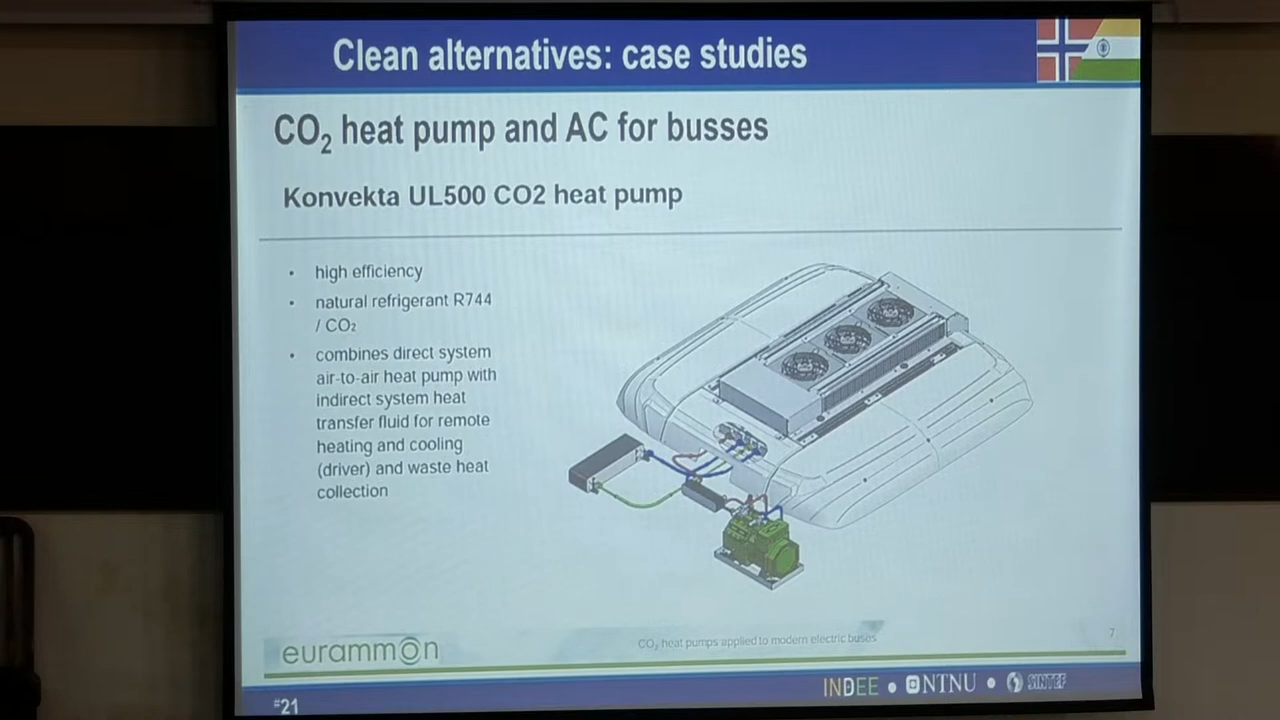 Clean alternatives: case studies
CO₂ heat pump and AC for busses
Konvekta UL500 CO2 heat pump
• high efficiency
• natural refrigerant R744
/ CO₂
• combines direct system
air-to-air heat pump with
indirect system heat
transfer fluid for remote
heating and cooling
(driver) and waste heat
collection
eurammon
CO₂ heat pumps applied to modern electric buses
7
INDEE • NTNU • SINTEF
#21